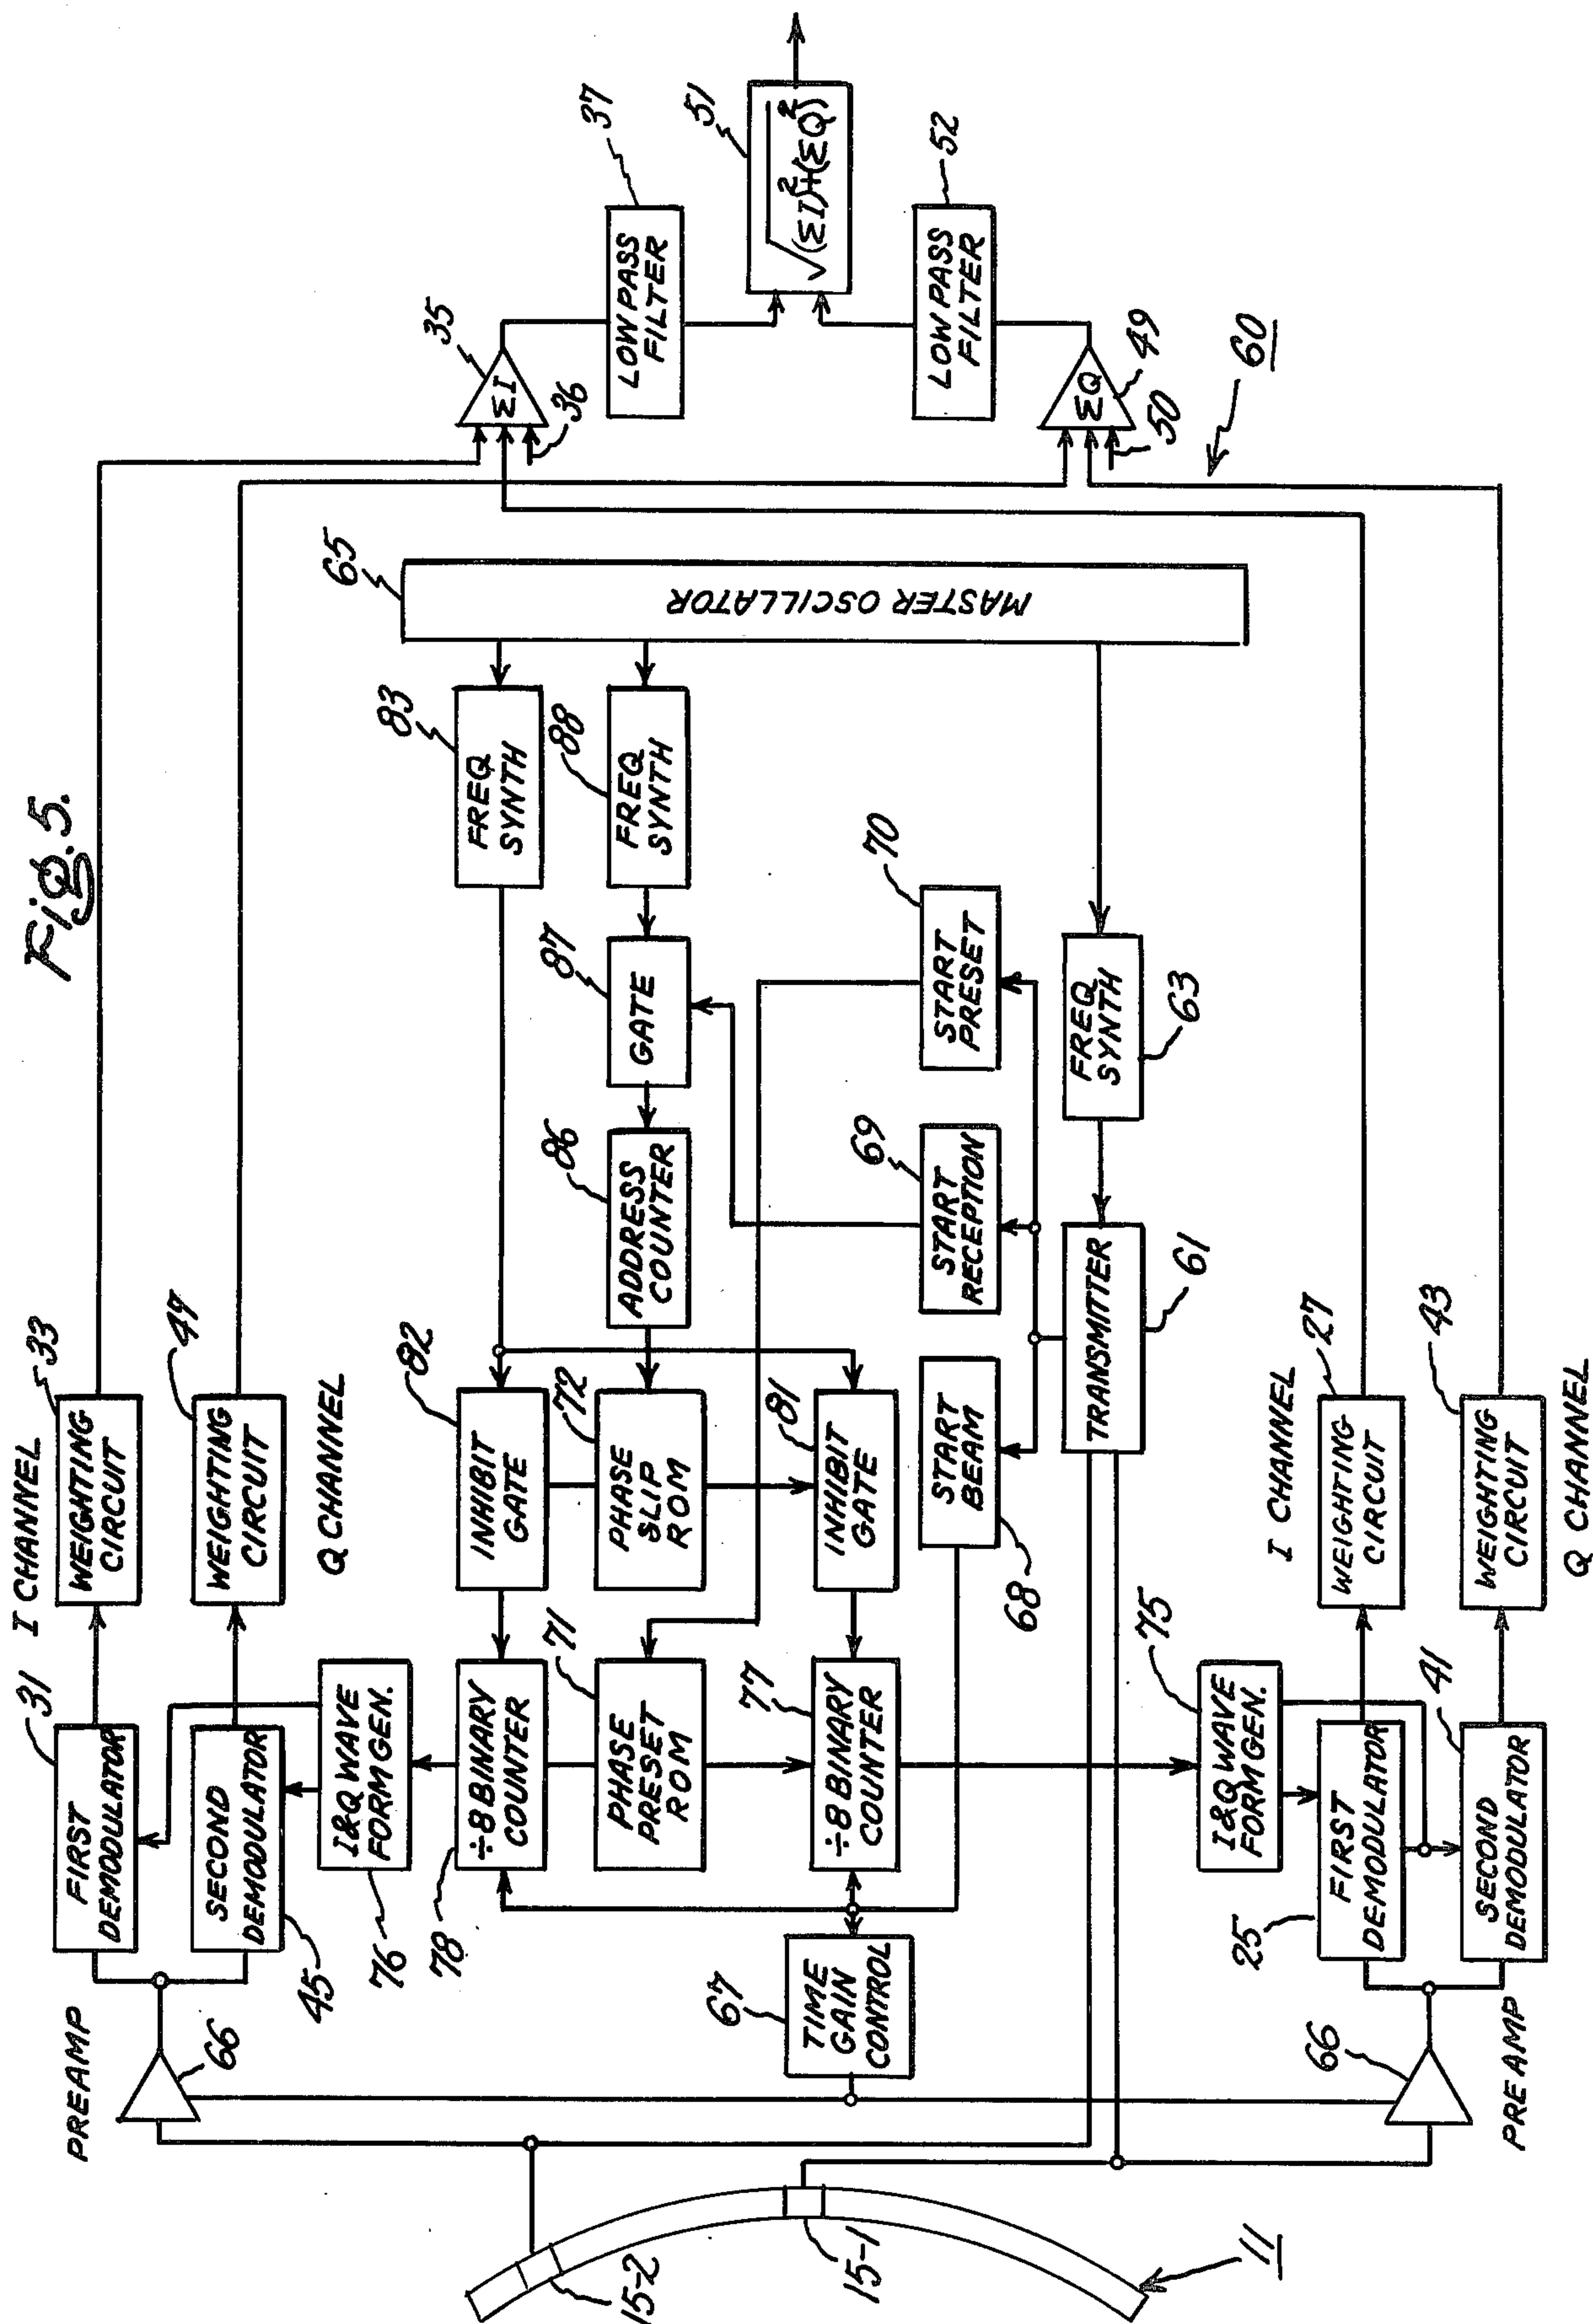 Fig. 5.
I CHANNEL
31
FIRST
DEMODULATOR
33
WEIGHTING
CIRCUIT
PREAMP
66
45
SECOND
DEMODULATOR
47
WEIGHTING
CIRCUIT
Q CHANNEL
76
I&Q WAVE
FORM GEN.
78
÷8 BINARY
COUNTER
82
INHIBIT
GATE
83
FREQ
SYNTH
71
PHASE
PRESET
ROM
72
PHASE
SLIP
ROM
86
ADDRESS
COUNTER
87
GATE
88
FREQ
SYNTH
65
MASTER OSCILLATOR
35
ΣI
36
37
LOW PASS
FILTER
51
√(ΣI)²+(ΣQ)²
52
LOW PASS
FILTER
ΣQ
49
50
60
67
TIME
GAIN
CONTROL
77
÷8 BINARY
COUNTER
81
INHIBIT
GATE
68
START
BEAM
69
START
RECEPTION
70
START
PRESET
TRANSMITTER
61
FREQ
SYNTH
63
15-2
15-1
11
75
I&Q WAVE
FORM GEN.
25
FIRST
DEMODULATOR
I CHANNEL
27
WEIGHTING
CIRCUIT
66
PREAMP
41
SECOND
DEMODULATOR
43
WEIGHTING
CIRCUIT
Q CHANNEL